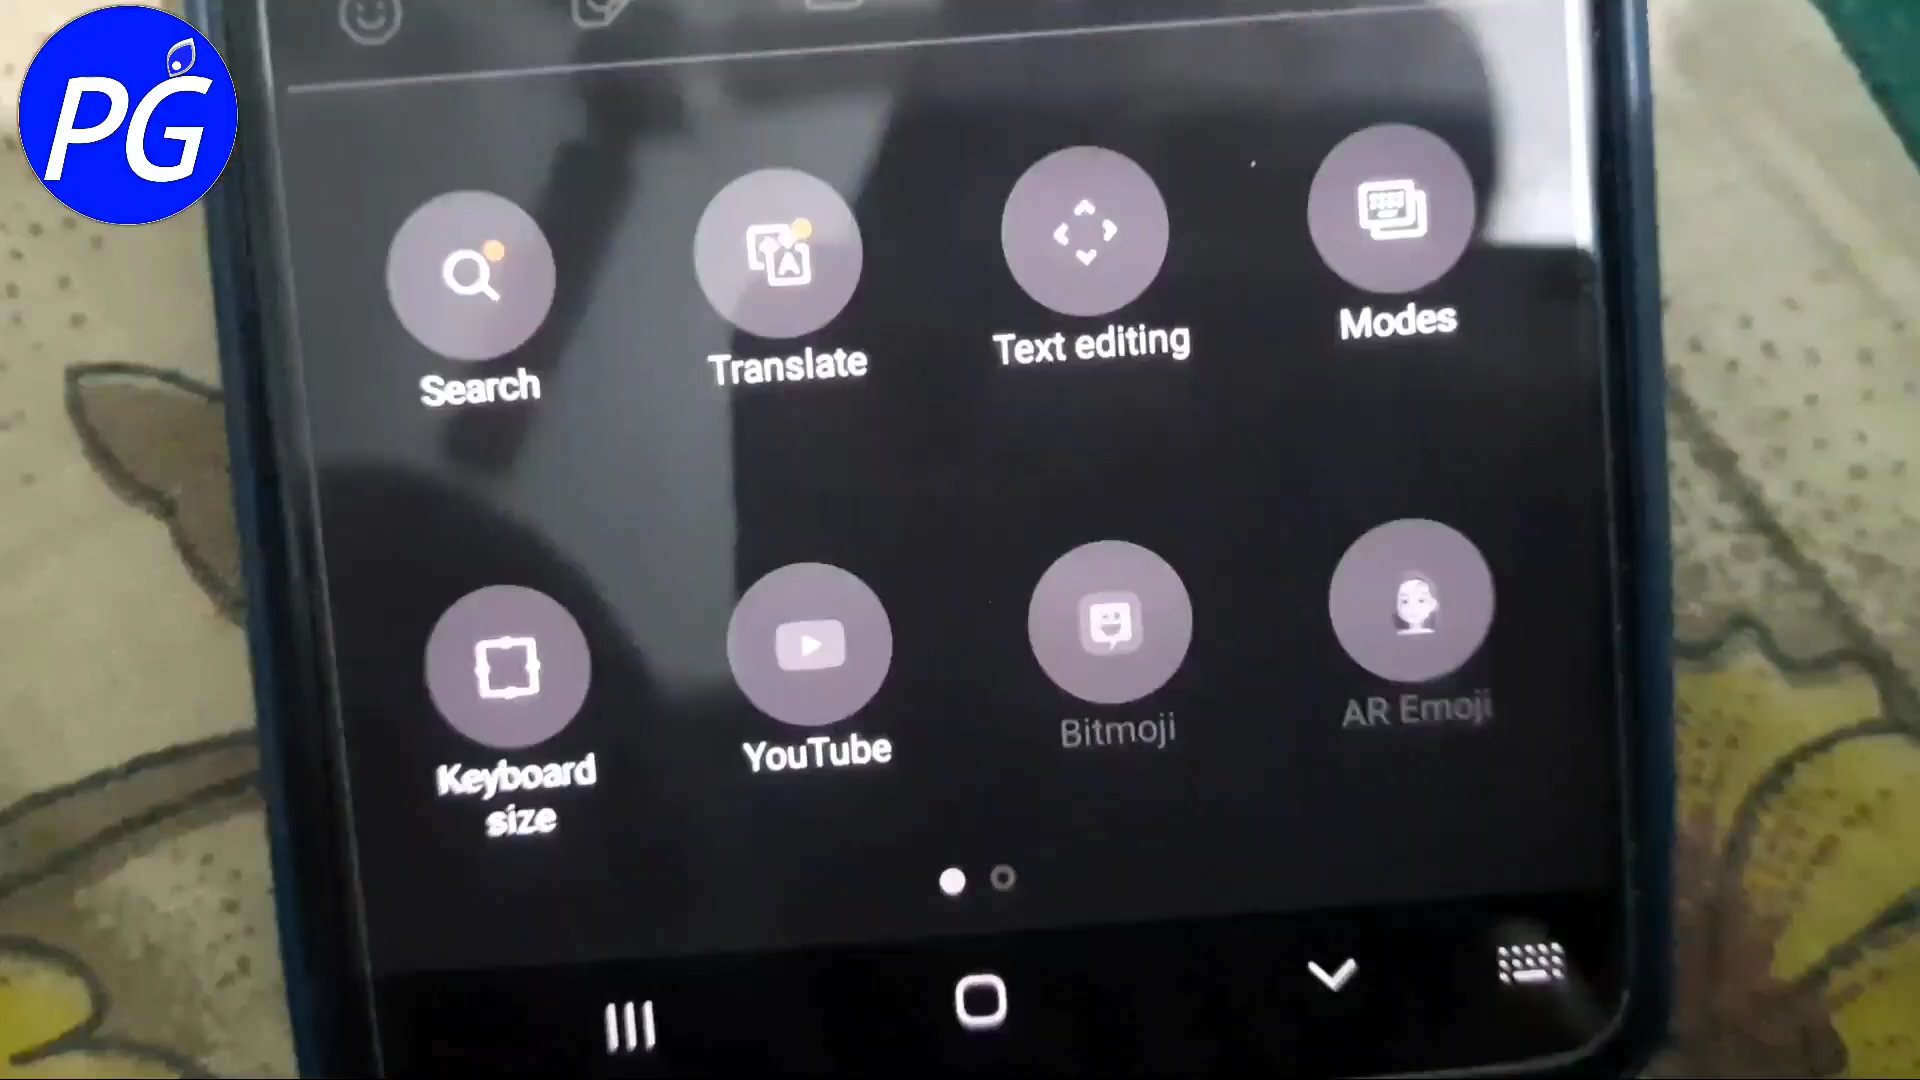 PG
Search
Translate
Text editing
Modes
Keyboard
size
YouTube
Bitmoji
AR Emoji